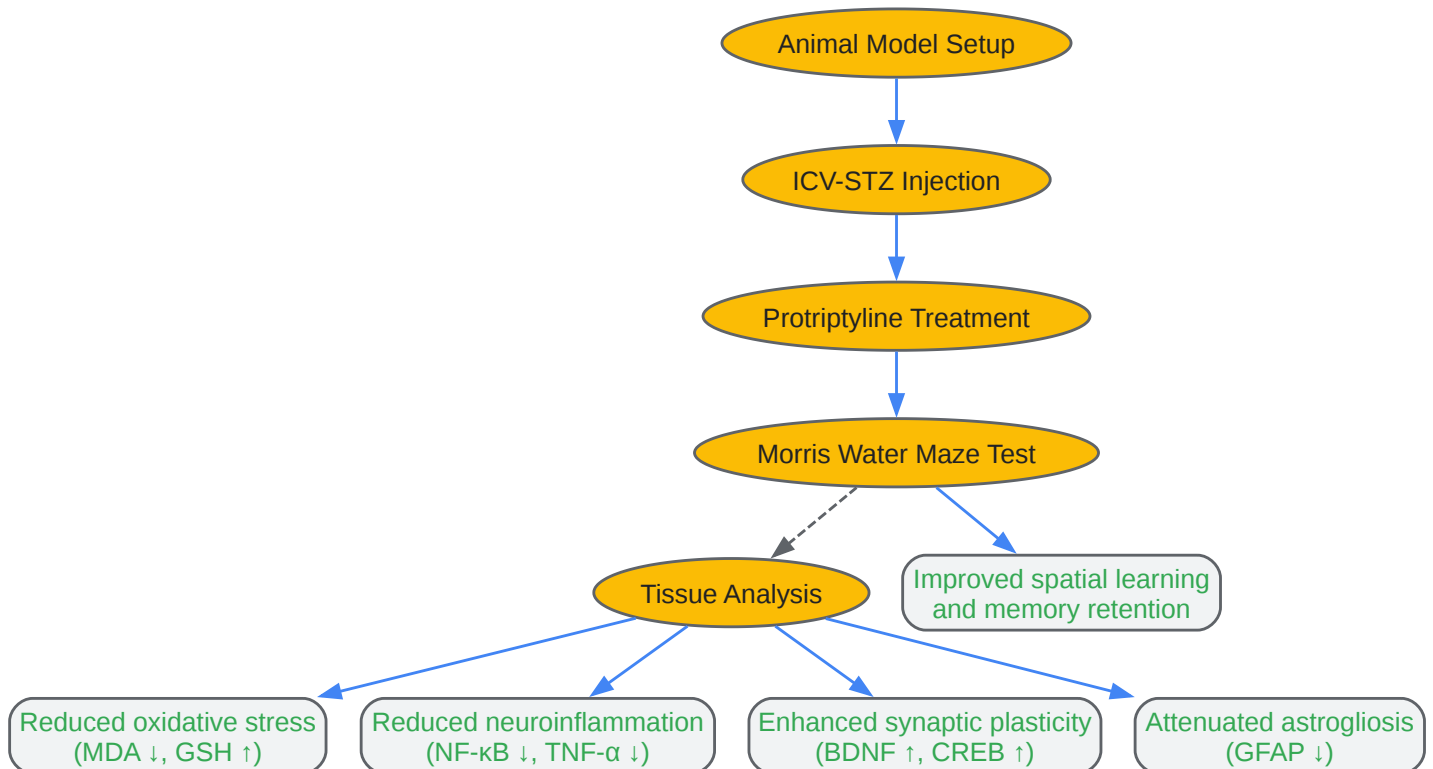 Animal Model Setup
ICV-STZ Injection
Protriptyline Treatment
Morris Water Maze Test
Tissue Analysis
Improved spatial learning
and memory retention
Reduced oxidative stress
(MDA ↓, GSH ↑)
Reduced neuroinflammation
(NF-κB ↓, TNF-α ↓)
Enhanced synaptic plasticity
(BDNF ↑, CREB ↑)
Attenuated astrogliosis
(GFAP ↓)